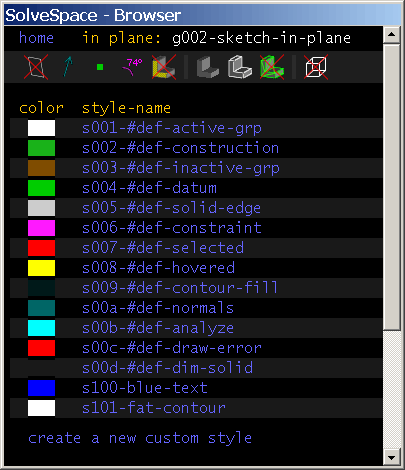 SolveSpace - Browser
home in plane: g002-sketch-in-plane
74°
color style-name
s001-#def-active-grp
s002-#def-construction
s003-#def-inactive-grp
s004-#def-datum
s005-#def-solid-edge
s006-#def-constraint
s007-#def-selected
s008-#def-hovered
s009-#def-contour-fill
s00a-#def-normals
s00b-#def-analyze
s00c-#def-draw-error
s00d-#def-dim-solid
s100-blue-text
s101-fat-contour
create a new custom style